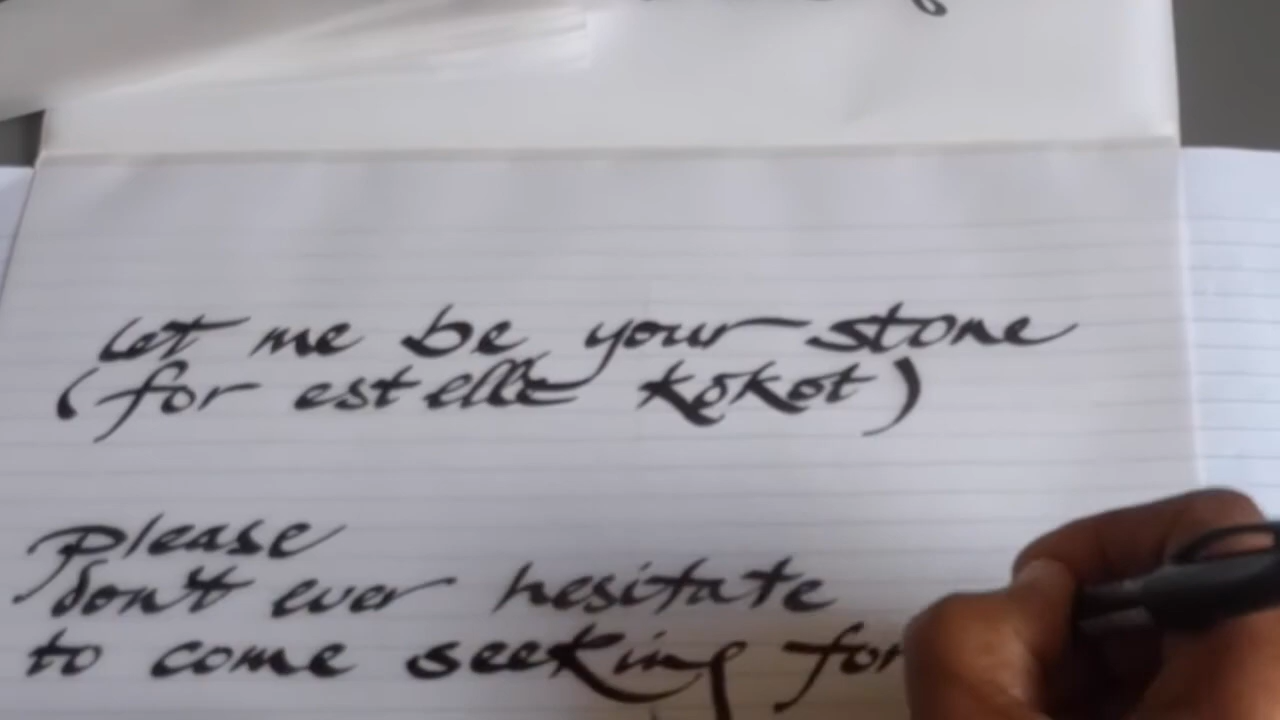 Let me be your stone
(for estelle kokot)
Please
don't ever hesitate
to come seeking for